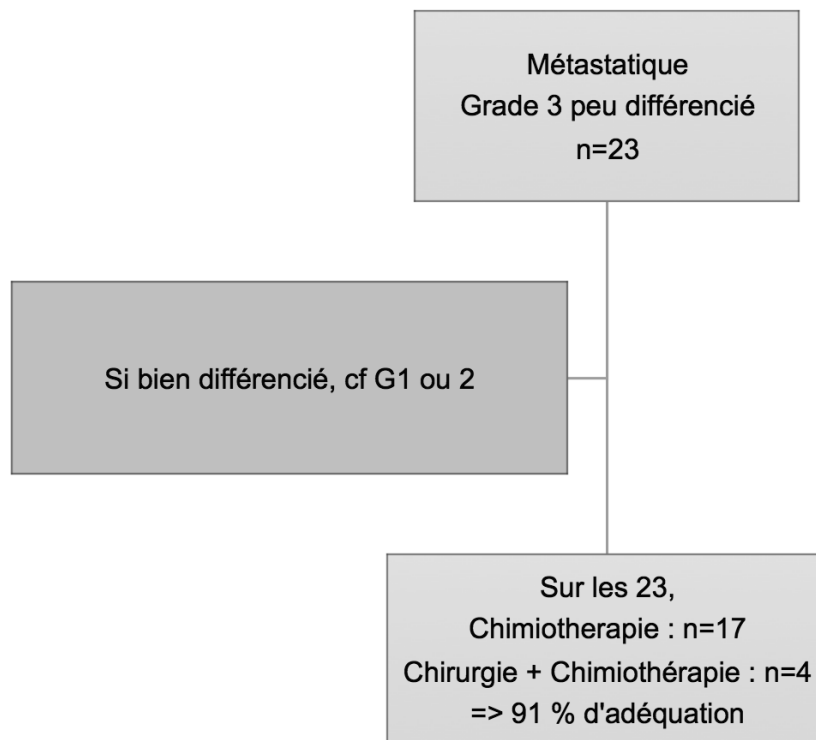 Métastatique
Grade 3 peu différencié
n=23
Si bien différencié, cf G1 ou 2
Sur les 23,
Chimiotherapie : n=17
Chirurgie + Chimiothérapie : n=4
=> 91 % d'adéquation